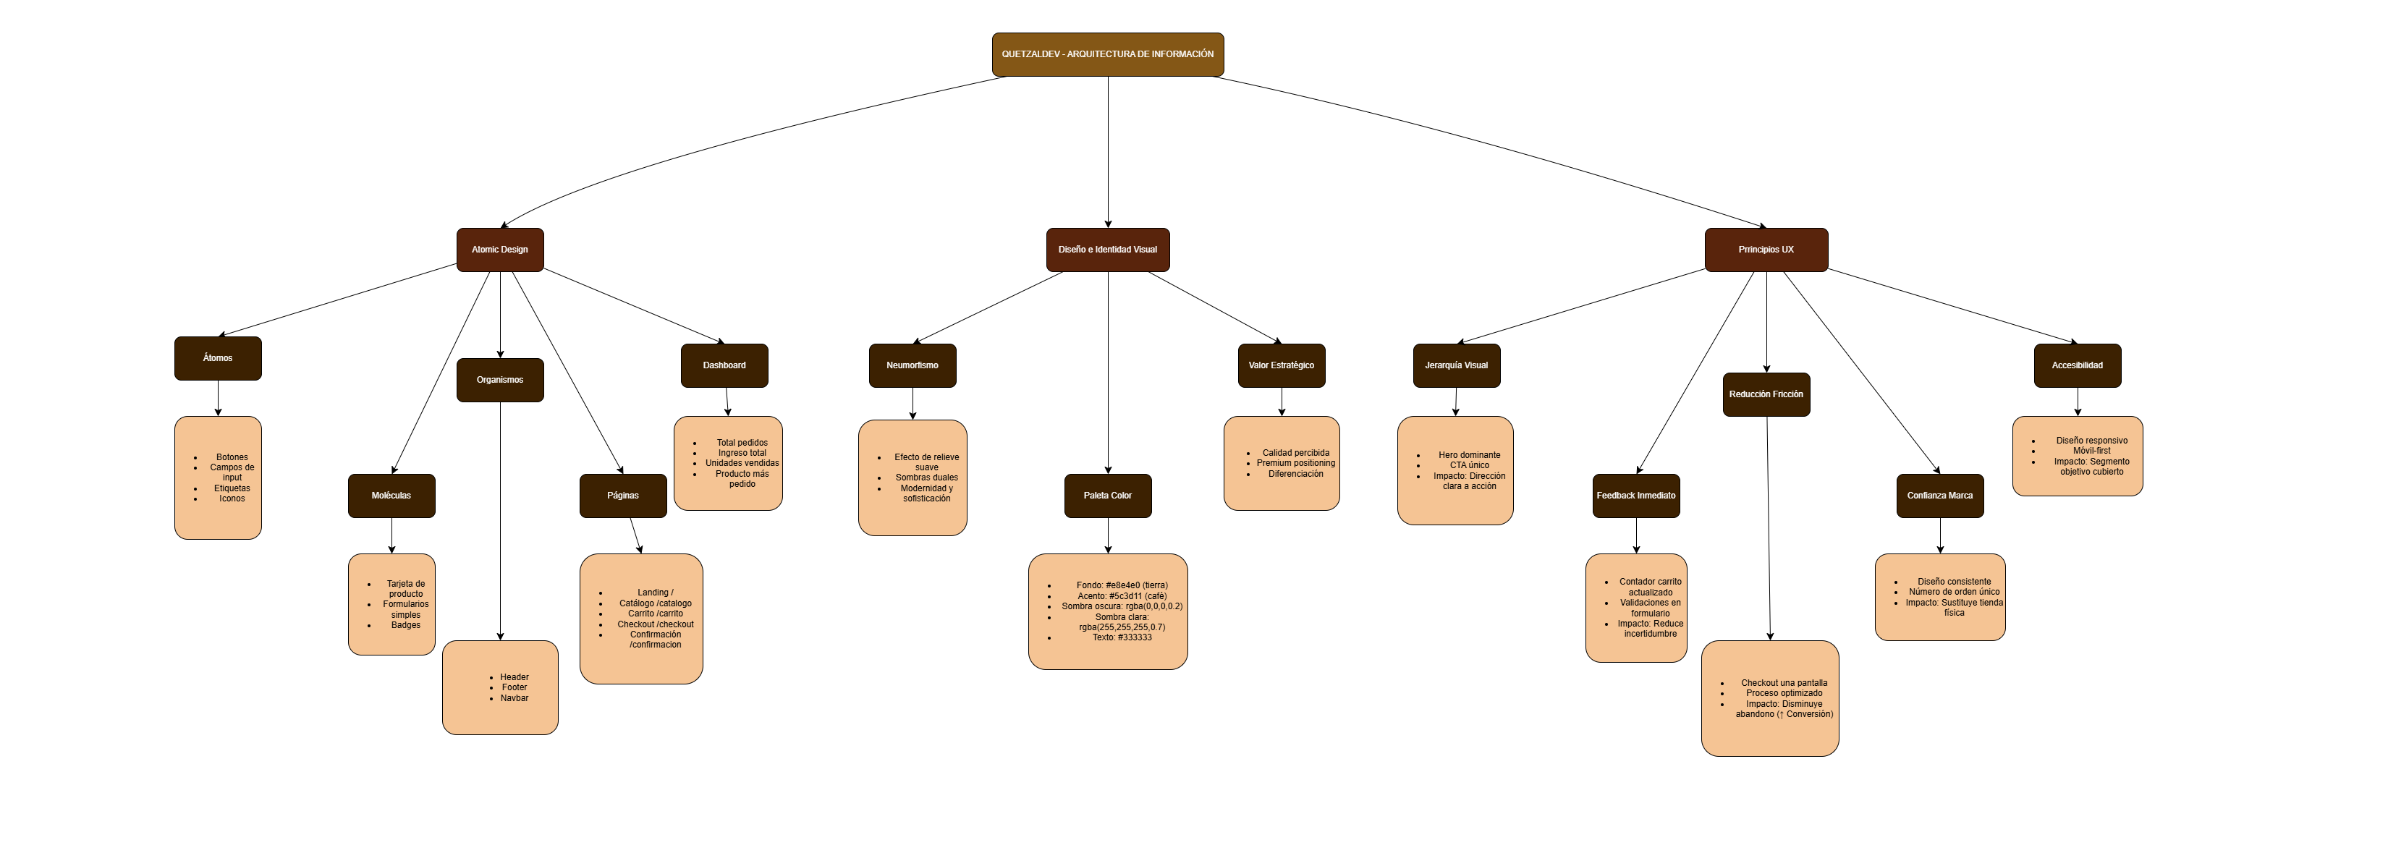 QUETZALDEV - ARQUITECTURA DE INFORMACIÓN
Atomic Design
Diseño e Identidad Visual
Prrincipios UX
Átomos
Botones
Campos de
input
Etiquetas
Iconos
Moléculas
Tarjeta de
producto
Formularios
simples
Badges
Organismos
Header
Footer
Navbar
Páginas
Landing /
Catálogo /catalogo
Carrito /carrito
Checkout /checkout
Confirmación
/confirmacion
Dashboard
Total pedidos
Ingreso total
Unidades vendidas
Producto más
pedido
Neumorfismo
Efecto de relieve
suave
Sombras duales
Modernidad y
sofisticación
Paleta Color
Fondo: #e8e4e0 (tierra)
Acento: #5c3d11 (café)
Sombra oscura: rgba(0,0,0,0.2)
Sombra clara:
rgba(255,255,255,0.7)
Texto: #333333
Valor Estratégico
Calidad percibida
Premium positioning
Diferenciación
Jerarquía Visual
Hero dominante
CTA único
Impacto: Dirección
clara a acción
Feedback Inmediato
Contador carrito
actualizado
Validaciones en
formulario
Impacto: Reduce
incertidumbre
Reducción Fricción
Checkout una pantalla
Proceso optimizado
Impacto: Disminuye
abandono (↑ Conversión)
Confianza Marca
Diseño consistente
Número de orden único
Impacto: Sustituye tienda
física
Accesibilidad
Diseño responsivo
Móvil-first
Impacto: Segmento
objetivo cubierto